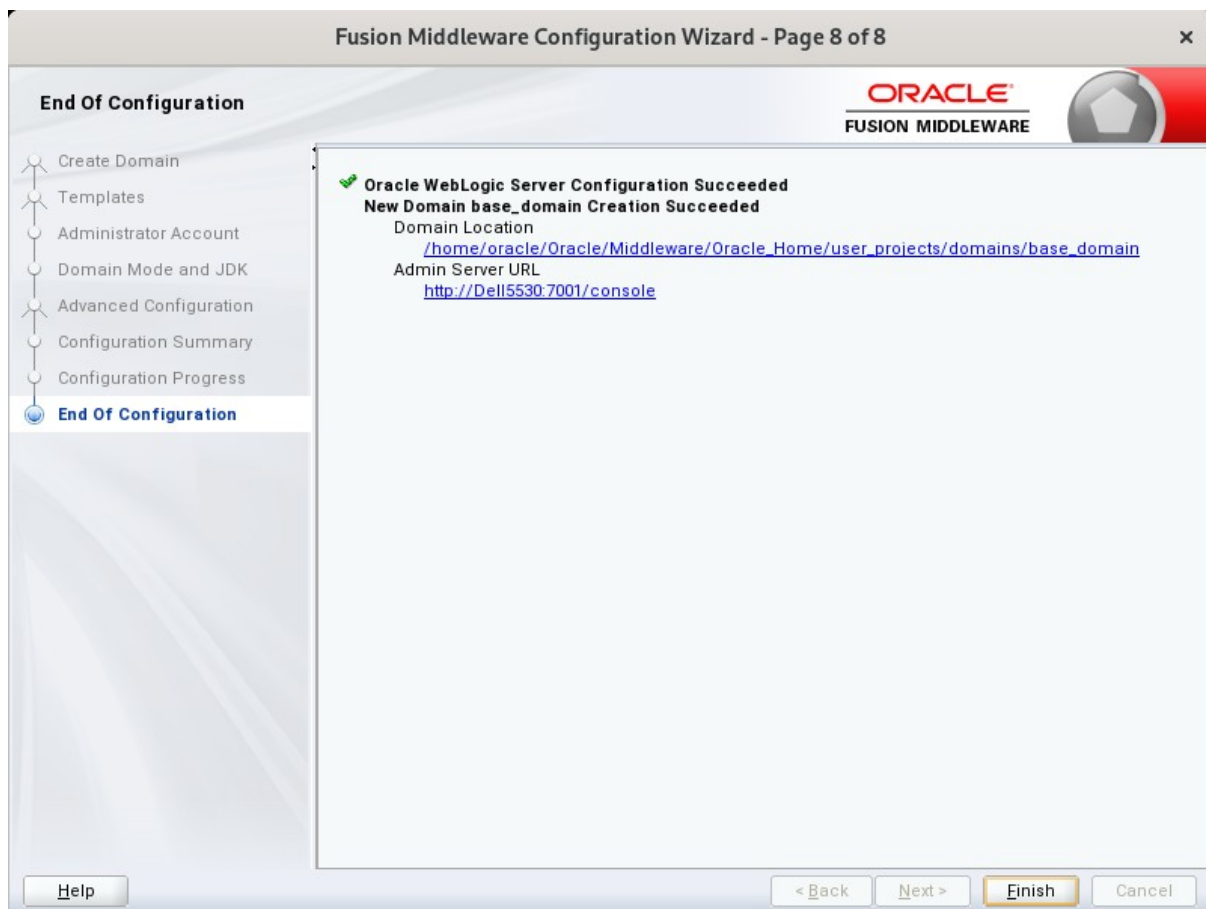 Fusion Middleware Configuration Wizard - Page 8 of 8
End Of Configuration
ORACLE
FUSION MIDDLEWARE
Create Domain
Templates
Administrator Account
Domain Mode and JDK
Advanced Configuration
Configuration Summary
Configuration Progress
End Of Configuration
Oracle WebLogic Server Configuration Succeeded
New Domain base_domain Creation Succeeded
Domain Location
/home/oracle/Oracle/Middleware/Oracle_Home/user_projects/domains/base_domain
Admin Server URL
http://Dell5530:7001/console
Help
< Back
Next >
Finish
Cancel